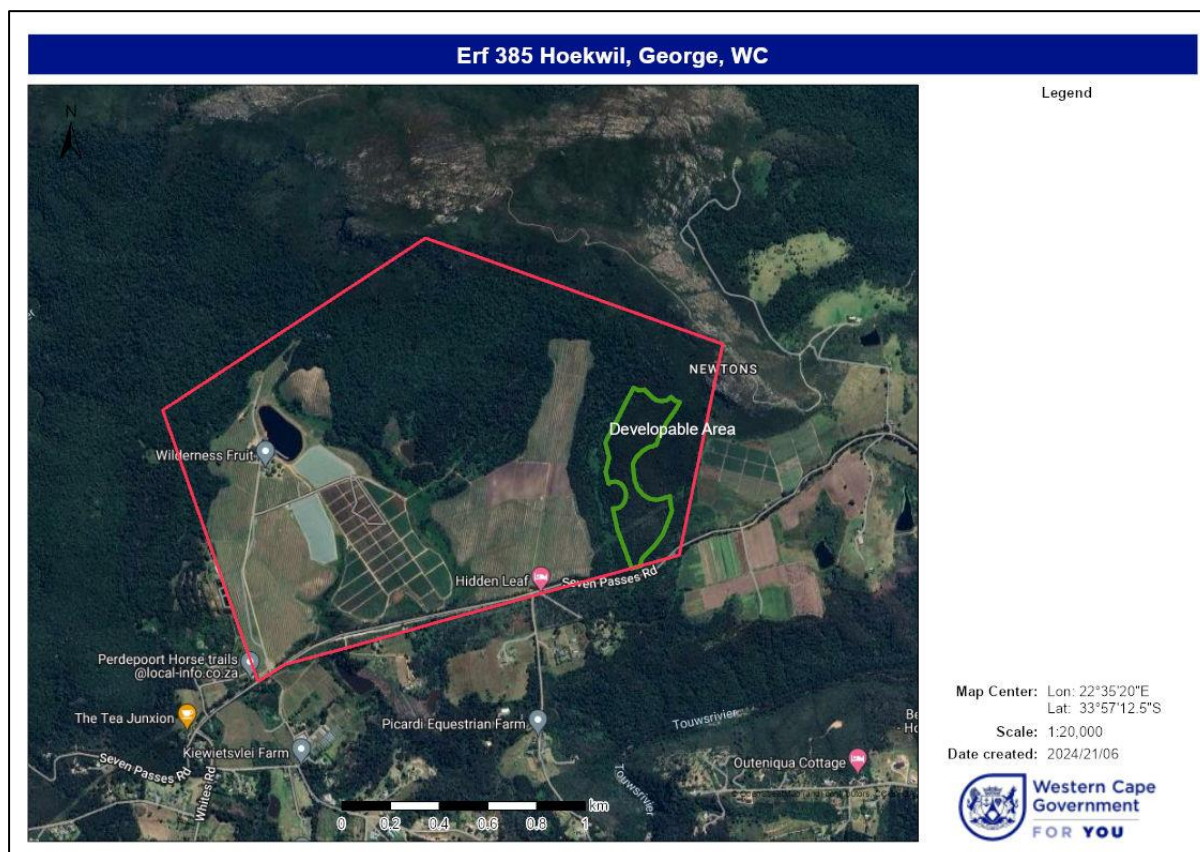 Erf 385 Hoekwil, George, WC
Legend
N
NEWTONS
Developable Area
Wilderness Fruit
Hidden Leaf
Seven Passes Rd
Perdepoort Horse trails
@local-info.co.za
The Tea Junxion
Picardi Equestrian Farm
Touwsrivier
Kiewietsvlei Farm
Outeniqua Cottage
Seven Passes Rd
Whites Rd
Touwsrivier
km
0 0.2 0.4 0.6 0.8 1
Map Center: Lon: 22°35'20"E
Lat: 33°57'12.5"S
Scale: 1:20,000
Date created: 2024/21/06
Western Cape
Government
FOR YOU